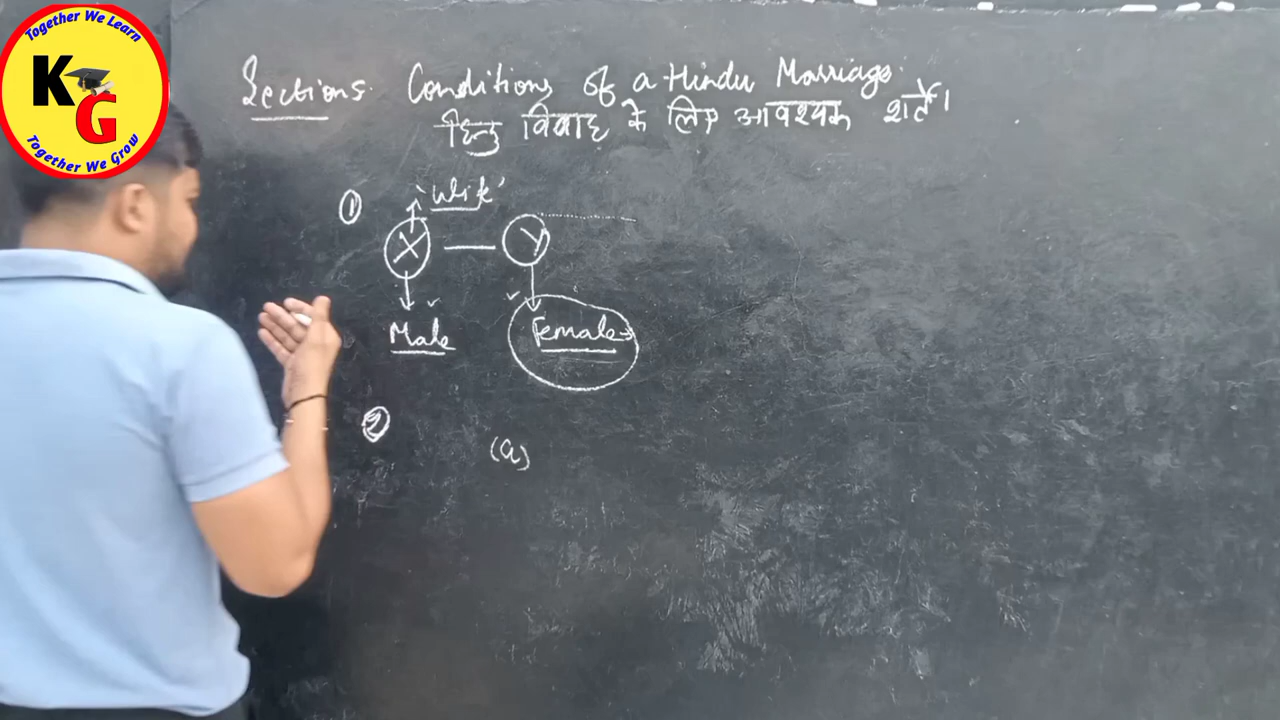 Together We Learn
KG
Together We Grow
Section5. Conditions of a Hindu Marriage.
हिन्दु विवाह के लिए आवश्यक शर्ते।
① 'Wife'
X — Y
Male Female
②
(a)